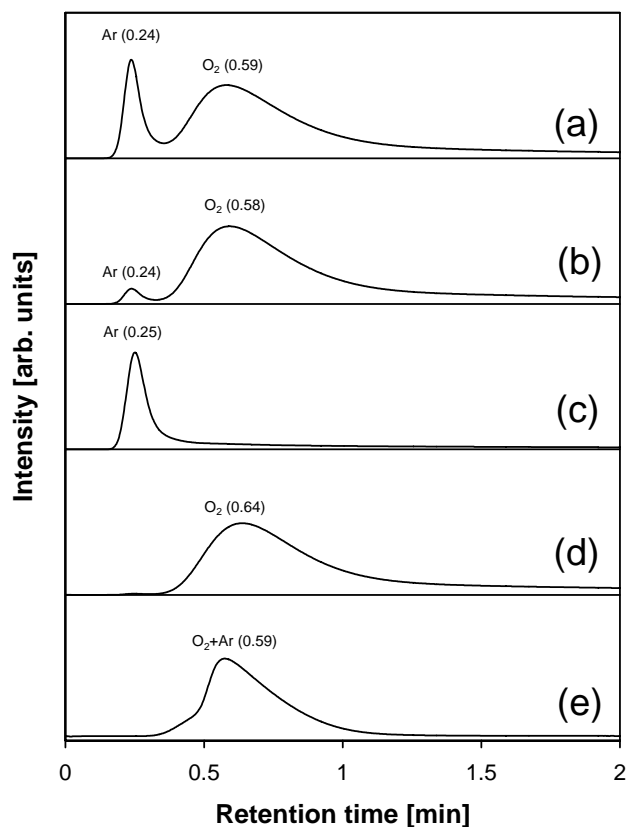 Ar (0.24)
O₂ (0.59)
(a)
O₂ (0.58)
Ar (0.24)
(b)
Ar (0.25)
(c)
O₂ (0.64)
(d)
O₂+Ar (0.59)
(e)
Intensity [arb. units]
0 0.5 1 1.5 2
Retention time [min]